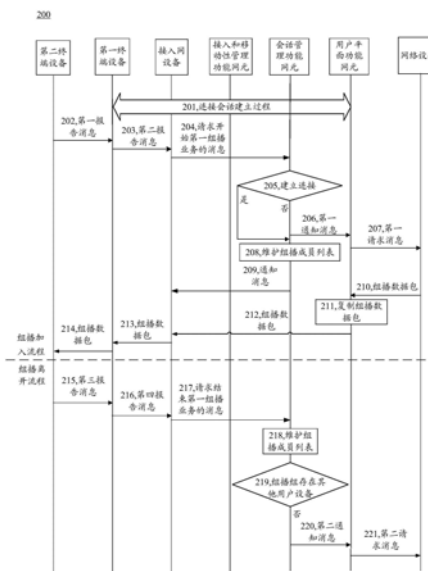 200
第二终
端设备
第一终
端设备
接入网
设备
接入和移
动性管理
功能网元
会话管
理功能
网元
用户平
面功能
网元
网络设
201,连接会话建立过程
202,第一报
告消息
203,第二报
告消息
204,请求开
始第一组播
业务的消息
205,建立连接
是
否
206,第一
通知消息
207,第一
请求消息
208,维护组播成员列表
209,通知
消息
210,组播数
据包
211,复制组播数
据包
212,组播数
据包
213,组播数
据包
214,组播数
据包
组播加
入流程
组播离
开流程
215,第三报
告消息
216,第四报
告消息
217,请求结
束第一组播
业务的消息
218,维护组
播成员列表
219,组播组存在其
他用户设备
否
220,第二通
知消息
221,第二请
求消息